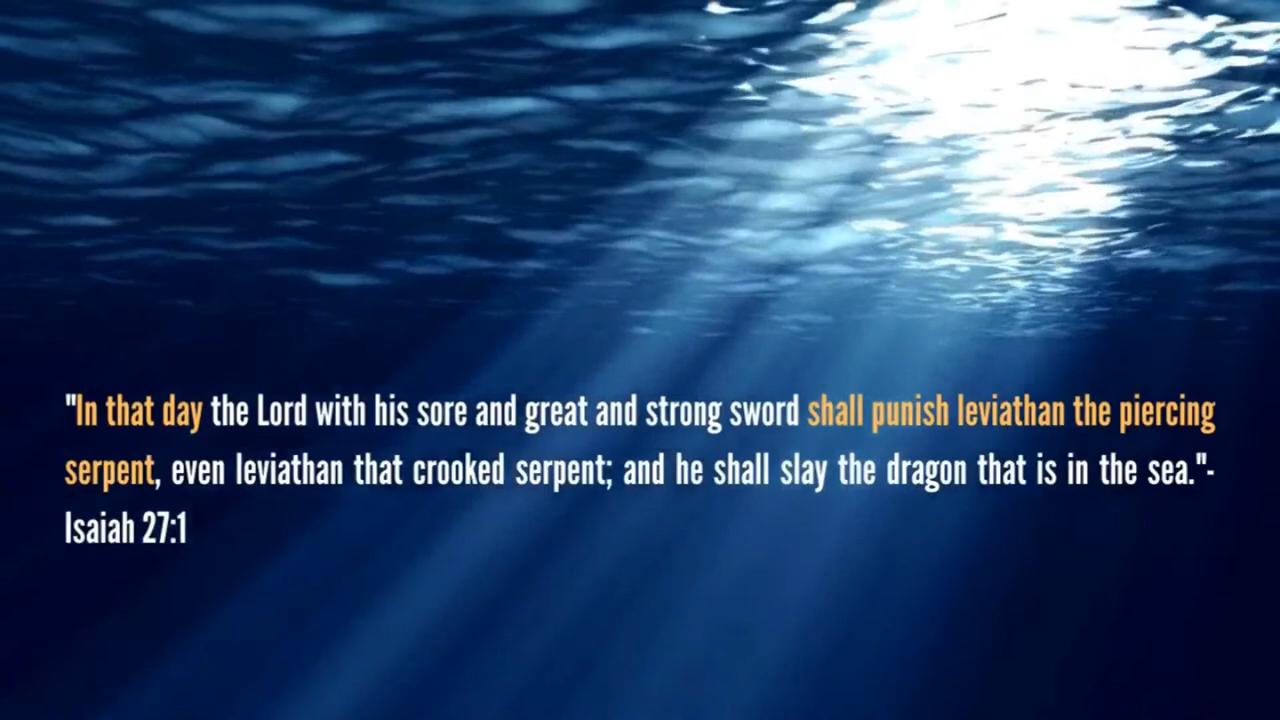 "In that day the Lord with his sore and great and strong sword shall punish leviathan the piercing
serpent, even leviathan that crooked serpent; and he shall slay the dragon that is in the sea."-
Isaiah 27:1